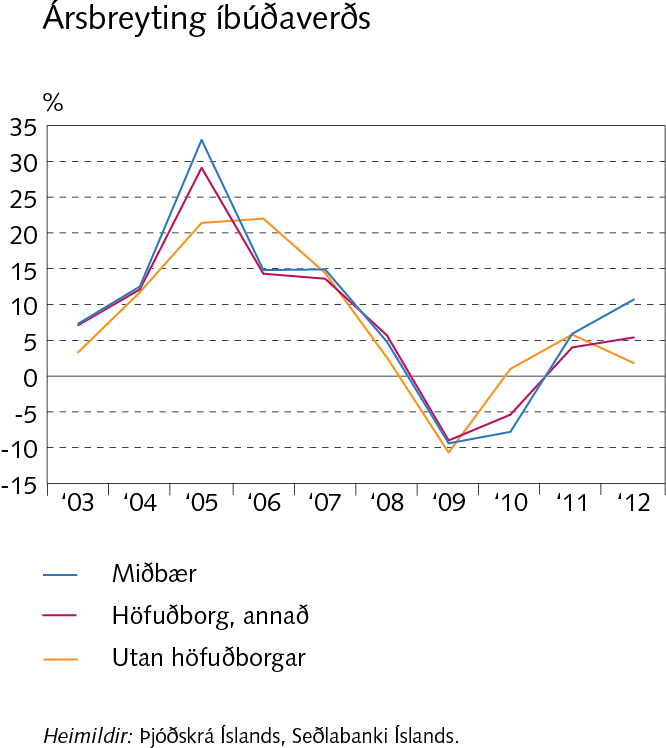 Ársbreyting íbúðaverðs
%
35
30
25
20
15
10
5
0
-5
-10
-15
‘03 ‘04 ‘05 ‘06 ‘07 ‘08 ‘09 ‘10 ‘11 ‘12
Miðbær
Höfuðborg, annað
Utan höfuðborgar
Heimildir: Þjóðskrá Íslands, Seðlabanki Íslands.